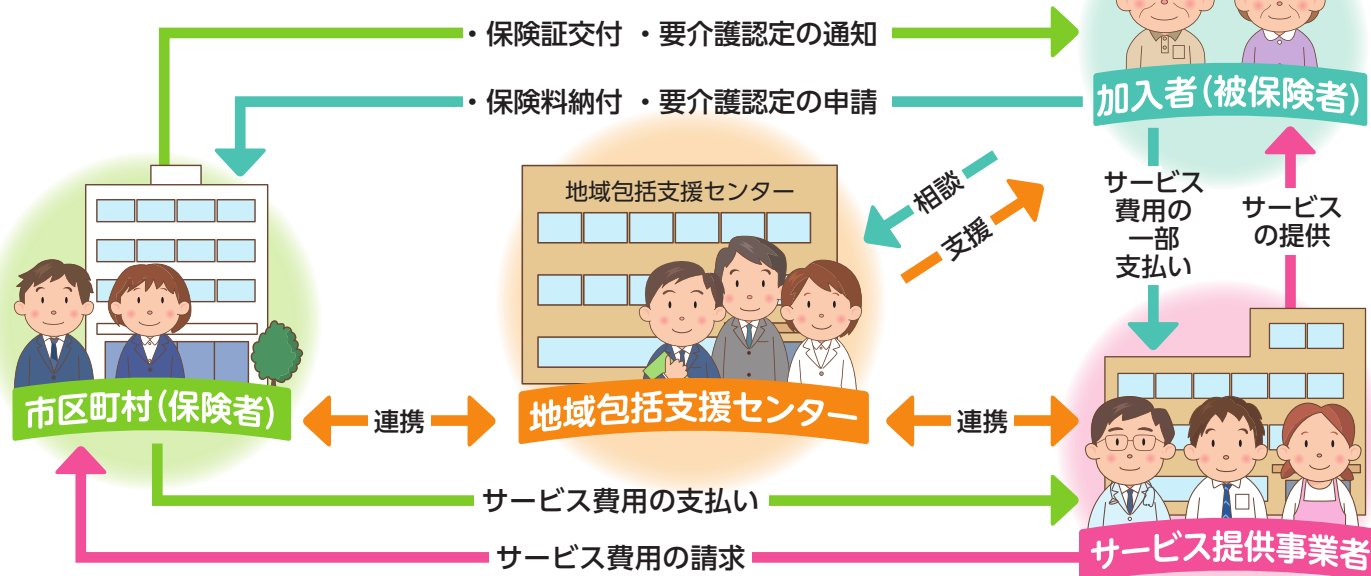 ・保険証交付 ・要介護認定の通知
・保険料納付 ・要介護認定の申請
加入者(被保険者)
地域包括支援センター
相談
支援
サービス
費用の
一部
支払い
サービス
の提供
市区町村(保険者)
連携
地域包括支援センター
連携
サービス費用の支払い
サービス費用の請求
サービス提供事業者